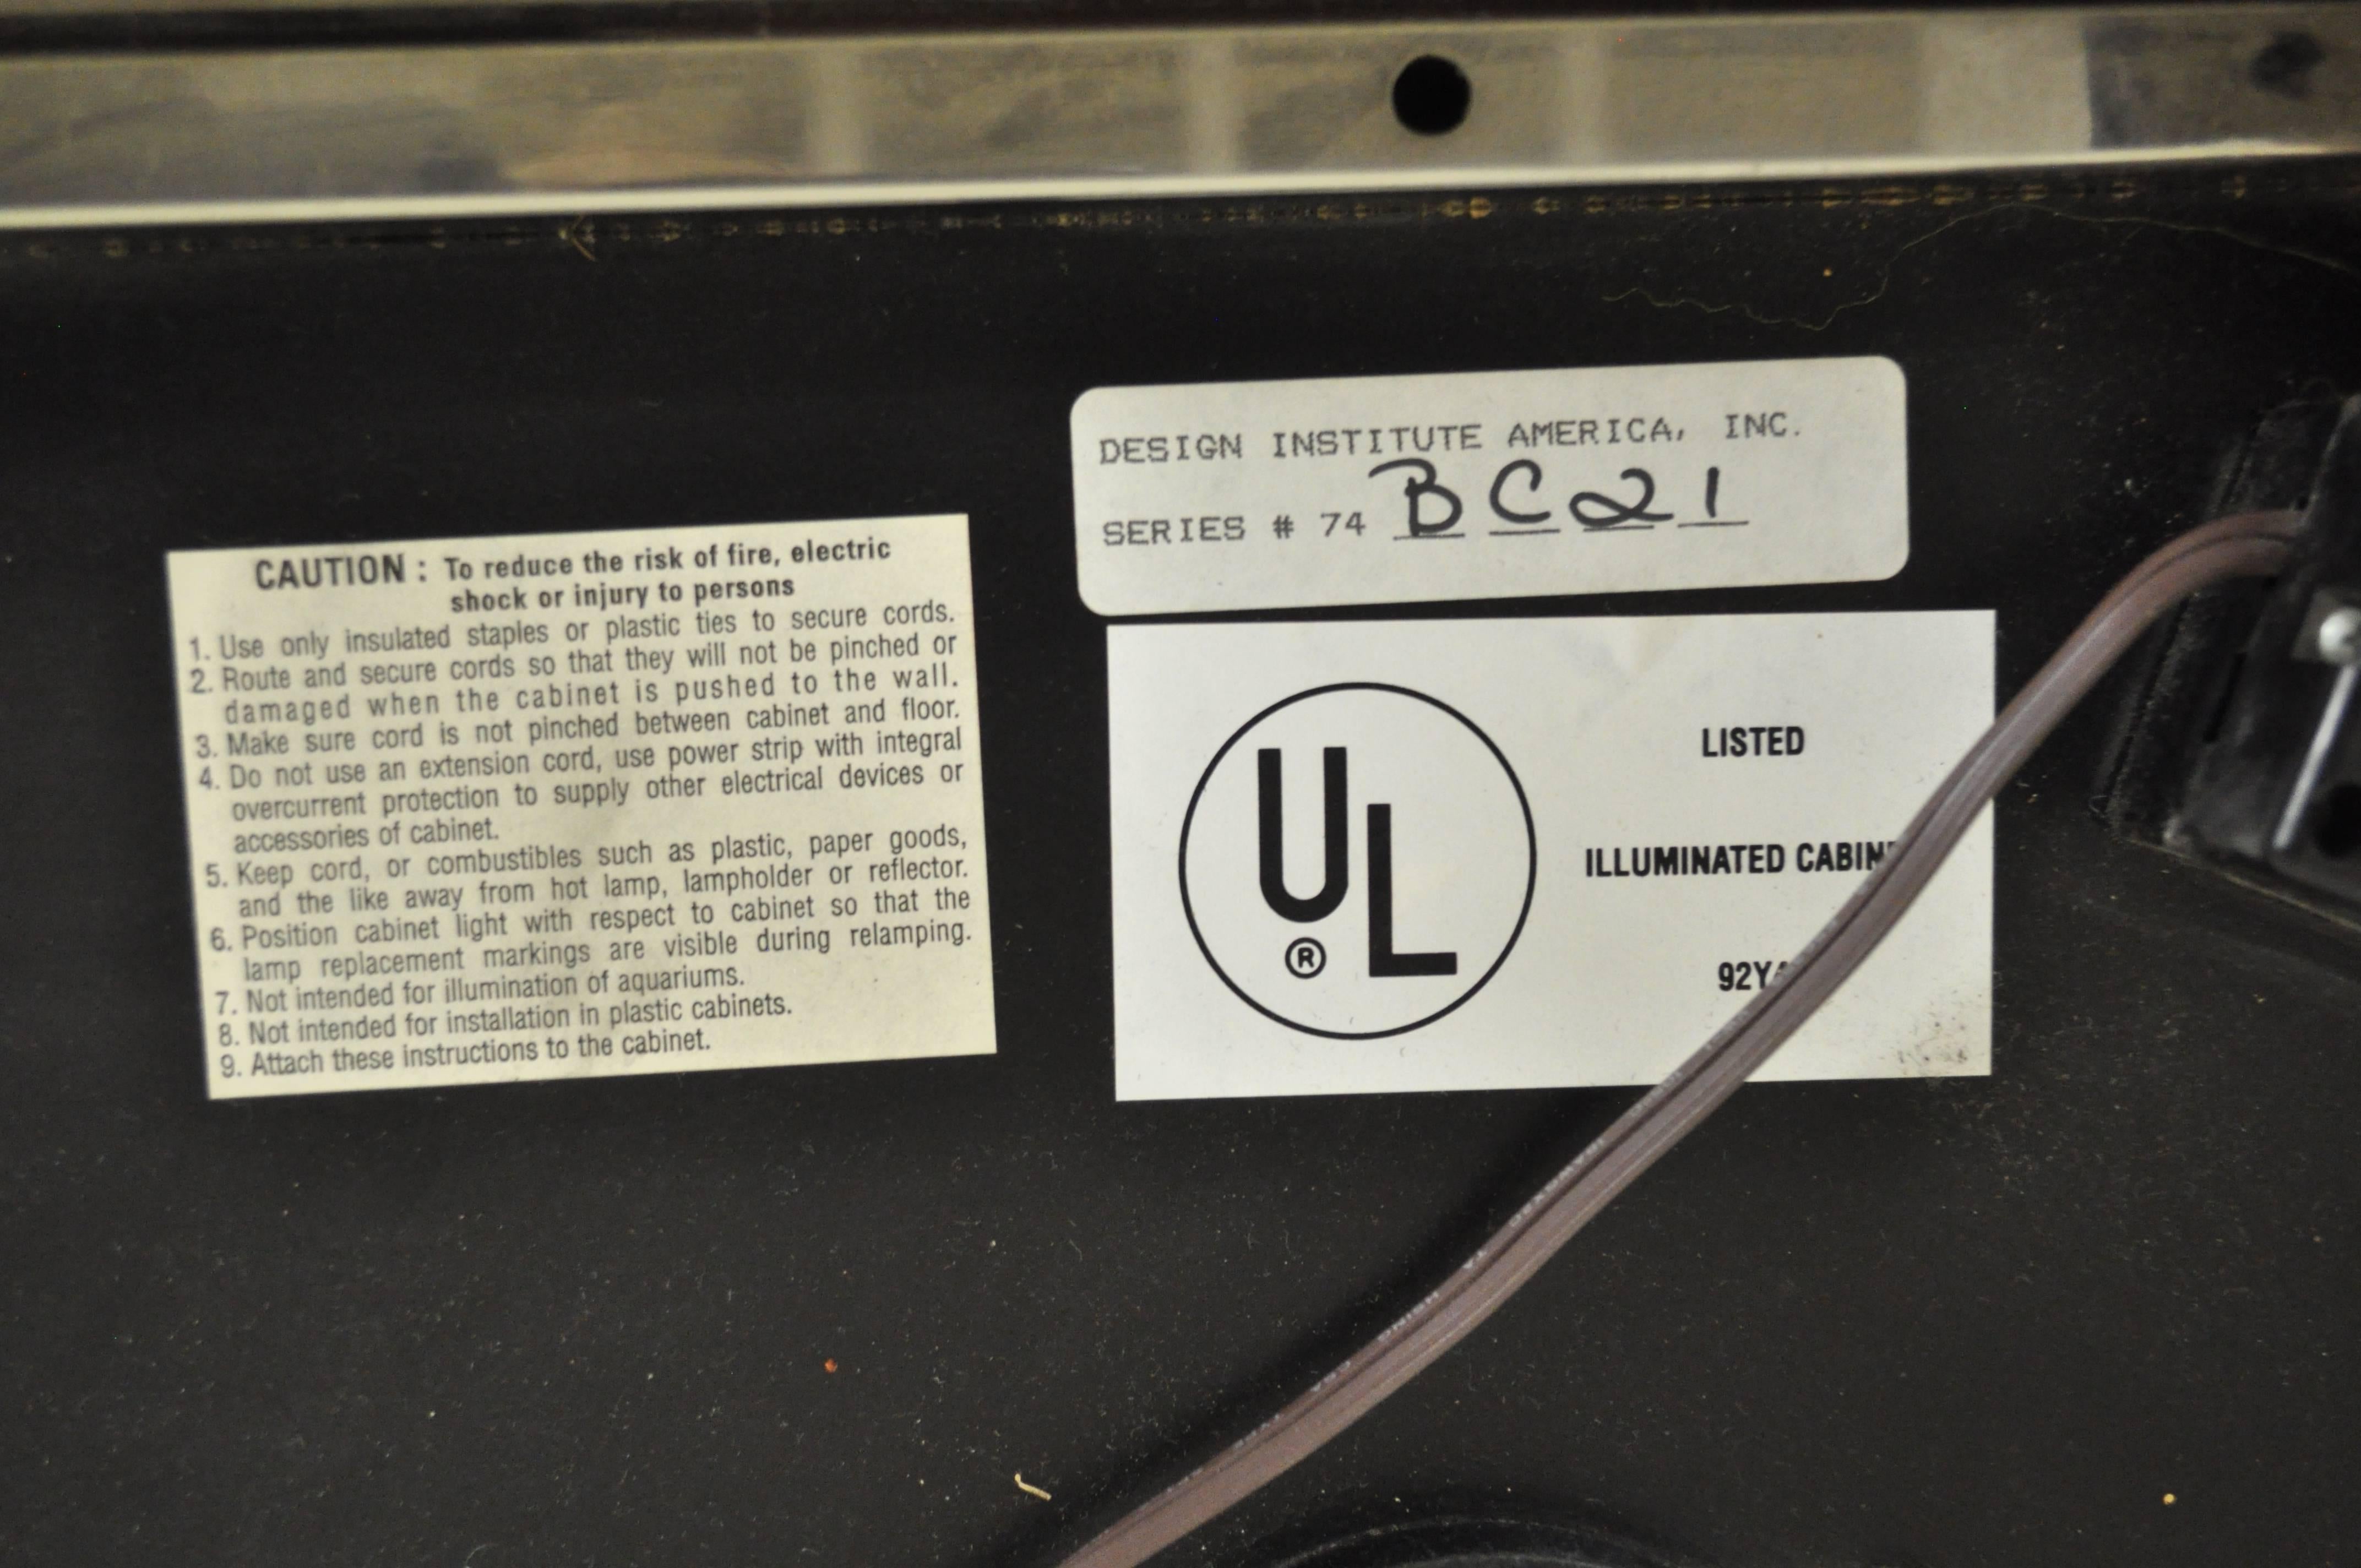 DESIGN INSTITUTE AMERICA, INC.
SERIES # 74 B C 2 1
CAUTION : To reduce the risk of fire, electric
shock or injury to persons
1. Use only insulated staples or plastic ties to secure cords.
2. Route and secure cords so that they will not be pinched or
damaged when the cabinet is pushed to the wall.
3. Make sure cord is not pinched between cabinet and floor.
4. Do not use an extension cord, use power strip with integral
overcurrent protection to supply other electrical devices or
accessories of cabinet.
5. Keep cord, or combustibles such as plastic, paper goods,
and the like away from hot lamp, lampholder or reflector.
6. Position cabinet light with respect to cabinet so that the
lamp replacement markings are visible during relamping.
7. Not intended for illumination of aquariums.
8. Not intended for installation in plastic cabinets.
9. Attach these instructions to the cabinet.
UL
®
LISTED
ILLUMINATED